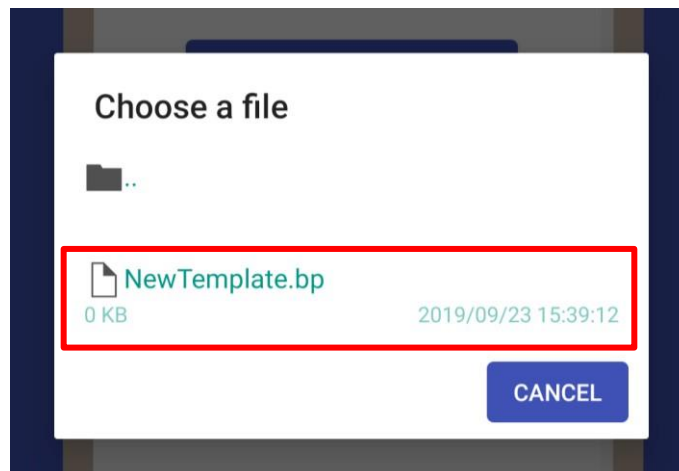 Choose a file
..
NewTemplate.bp
0 KB 2019/09/23 15:39:12
CANCEL